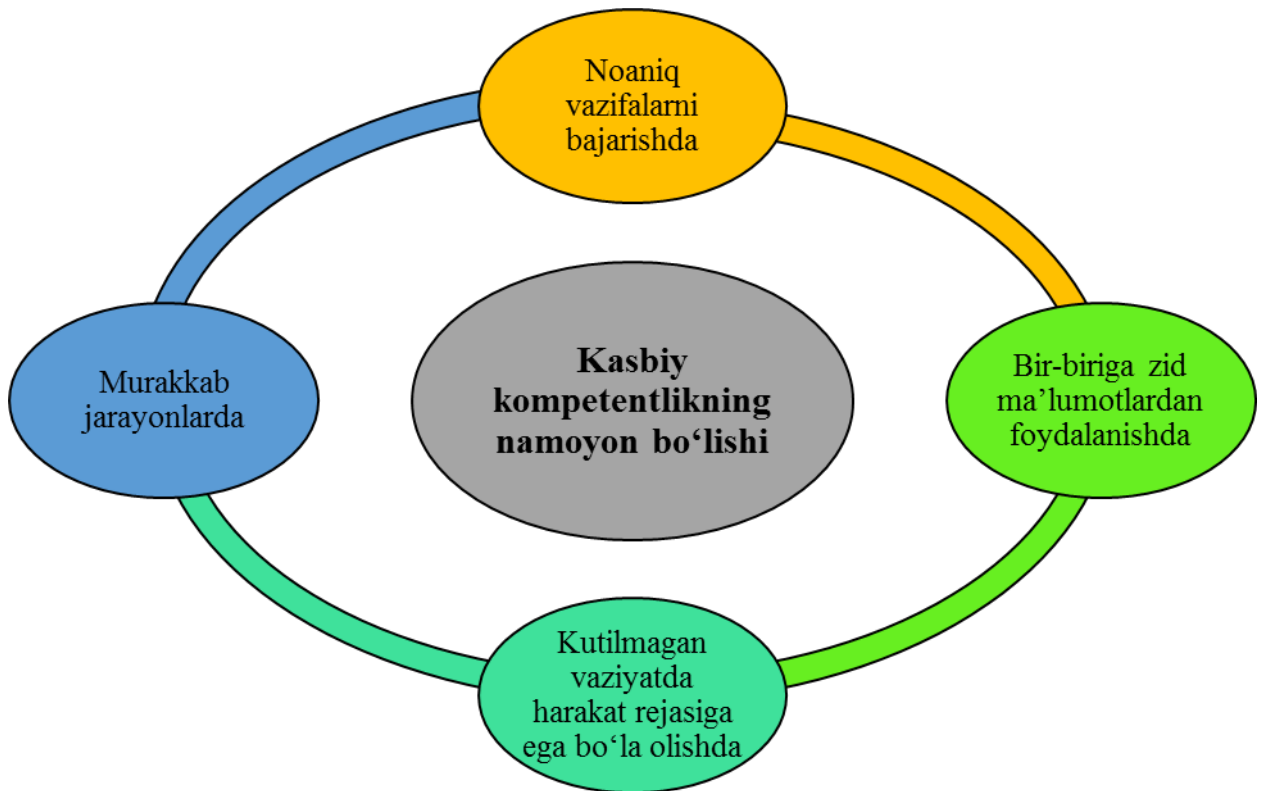 Noaniq
vazifalarni
bajarishda
Murakkab
jarayonlarda
Kasbiy
kompetentlikning
namoyon bo‘lishi
Bir-biriga zid
ma’lumotlardan
foydalanishda
Kutilmagan
vaziyatda
harakat rejasiga
ega bo‘la olishda